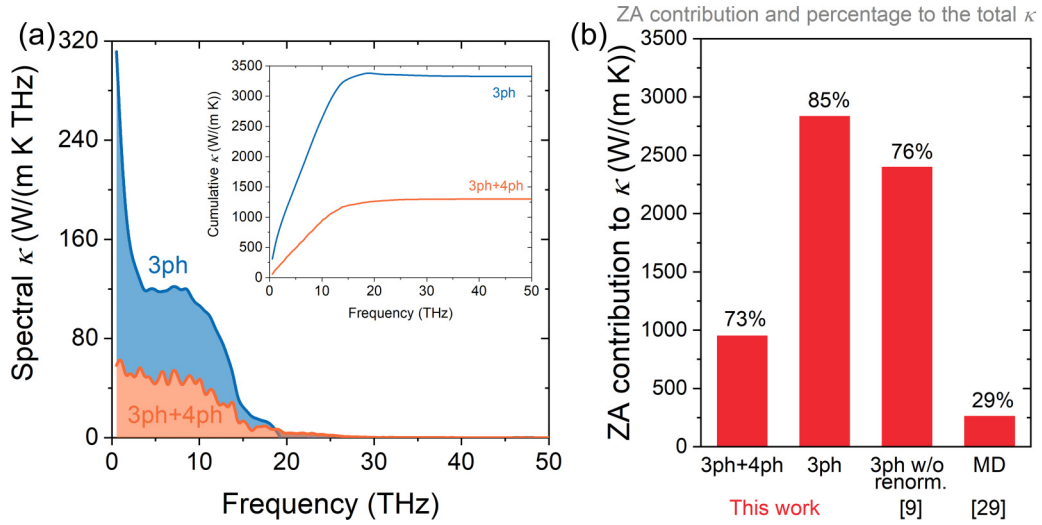 (a)
Spectral κ (W/(m K THz)
320
240
160
80
0
0 10 20 30 40 50
Frequency (THz)
3ph
3ph+4ph
Cumulative κ (W/(m K))
3500
3000
2500
2000
1500
1250
500
0
0 10 20 30 40 50
Frequency (THz)
3ph
3ph+4ph
ZA contribution and percentage to the total κ
(b)
ZA contribution to κ (W/(m K))
3500
3000
2500
2000
1000
500
0
73%
85%
76%
29%
3ph+4ph 3ph 3ph w/o MD
renorm.
This work [9] [29]